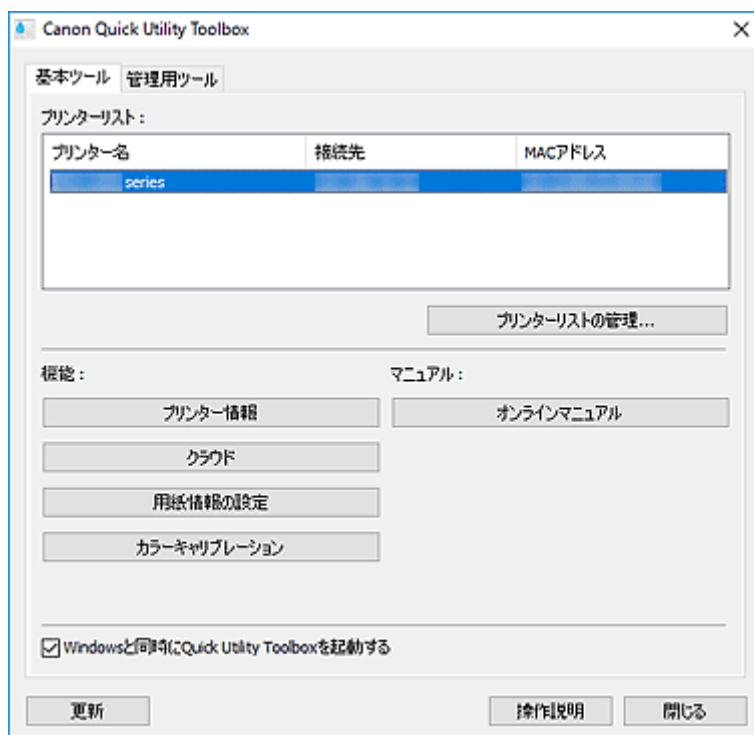 Canon Quick Utility Toolbox
基本ツール 管理用ツール
プリンターリスト：
プリンター名 接続先 MACアドレス
series
プリンターリストの管理...
機能： マニュアル：
プリンター情報 オンラインマニュアル
クラウド
用紙情報の設定
カラーキャリブレーション
Windowsと同時にQuick Utility Toolboxを起動する
更新 操作説明 閉じる